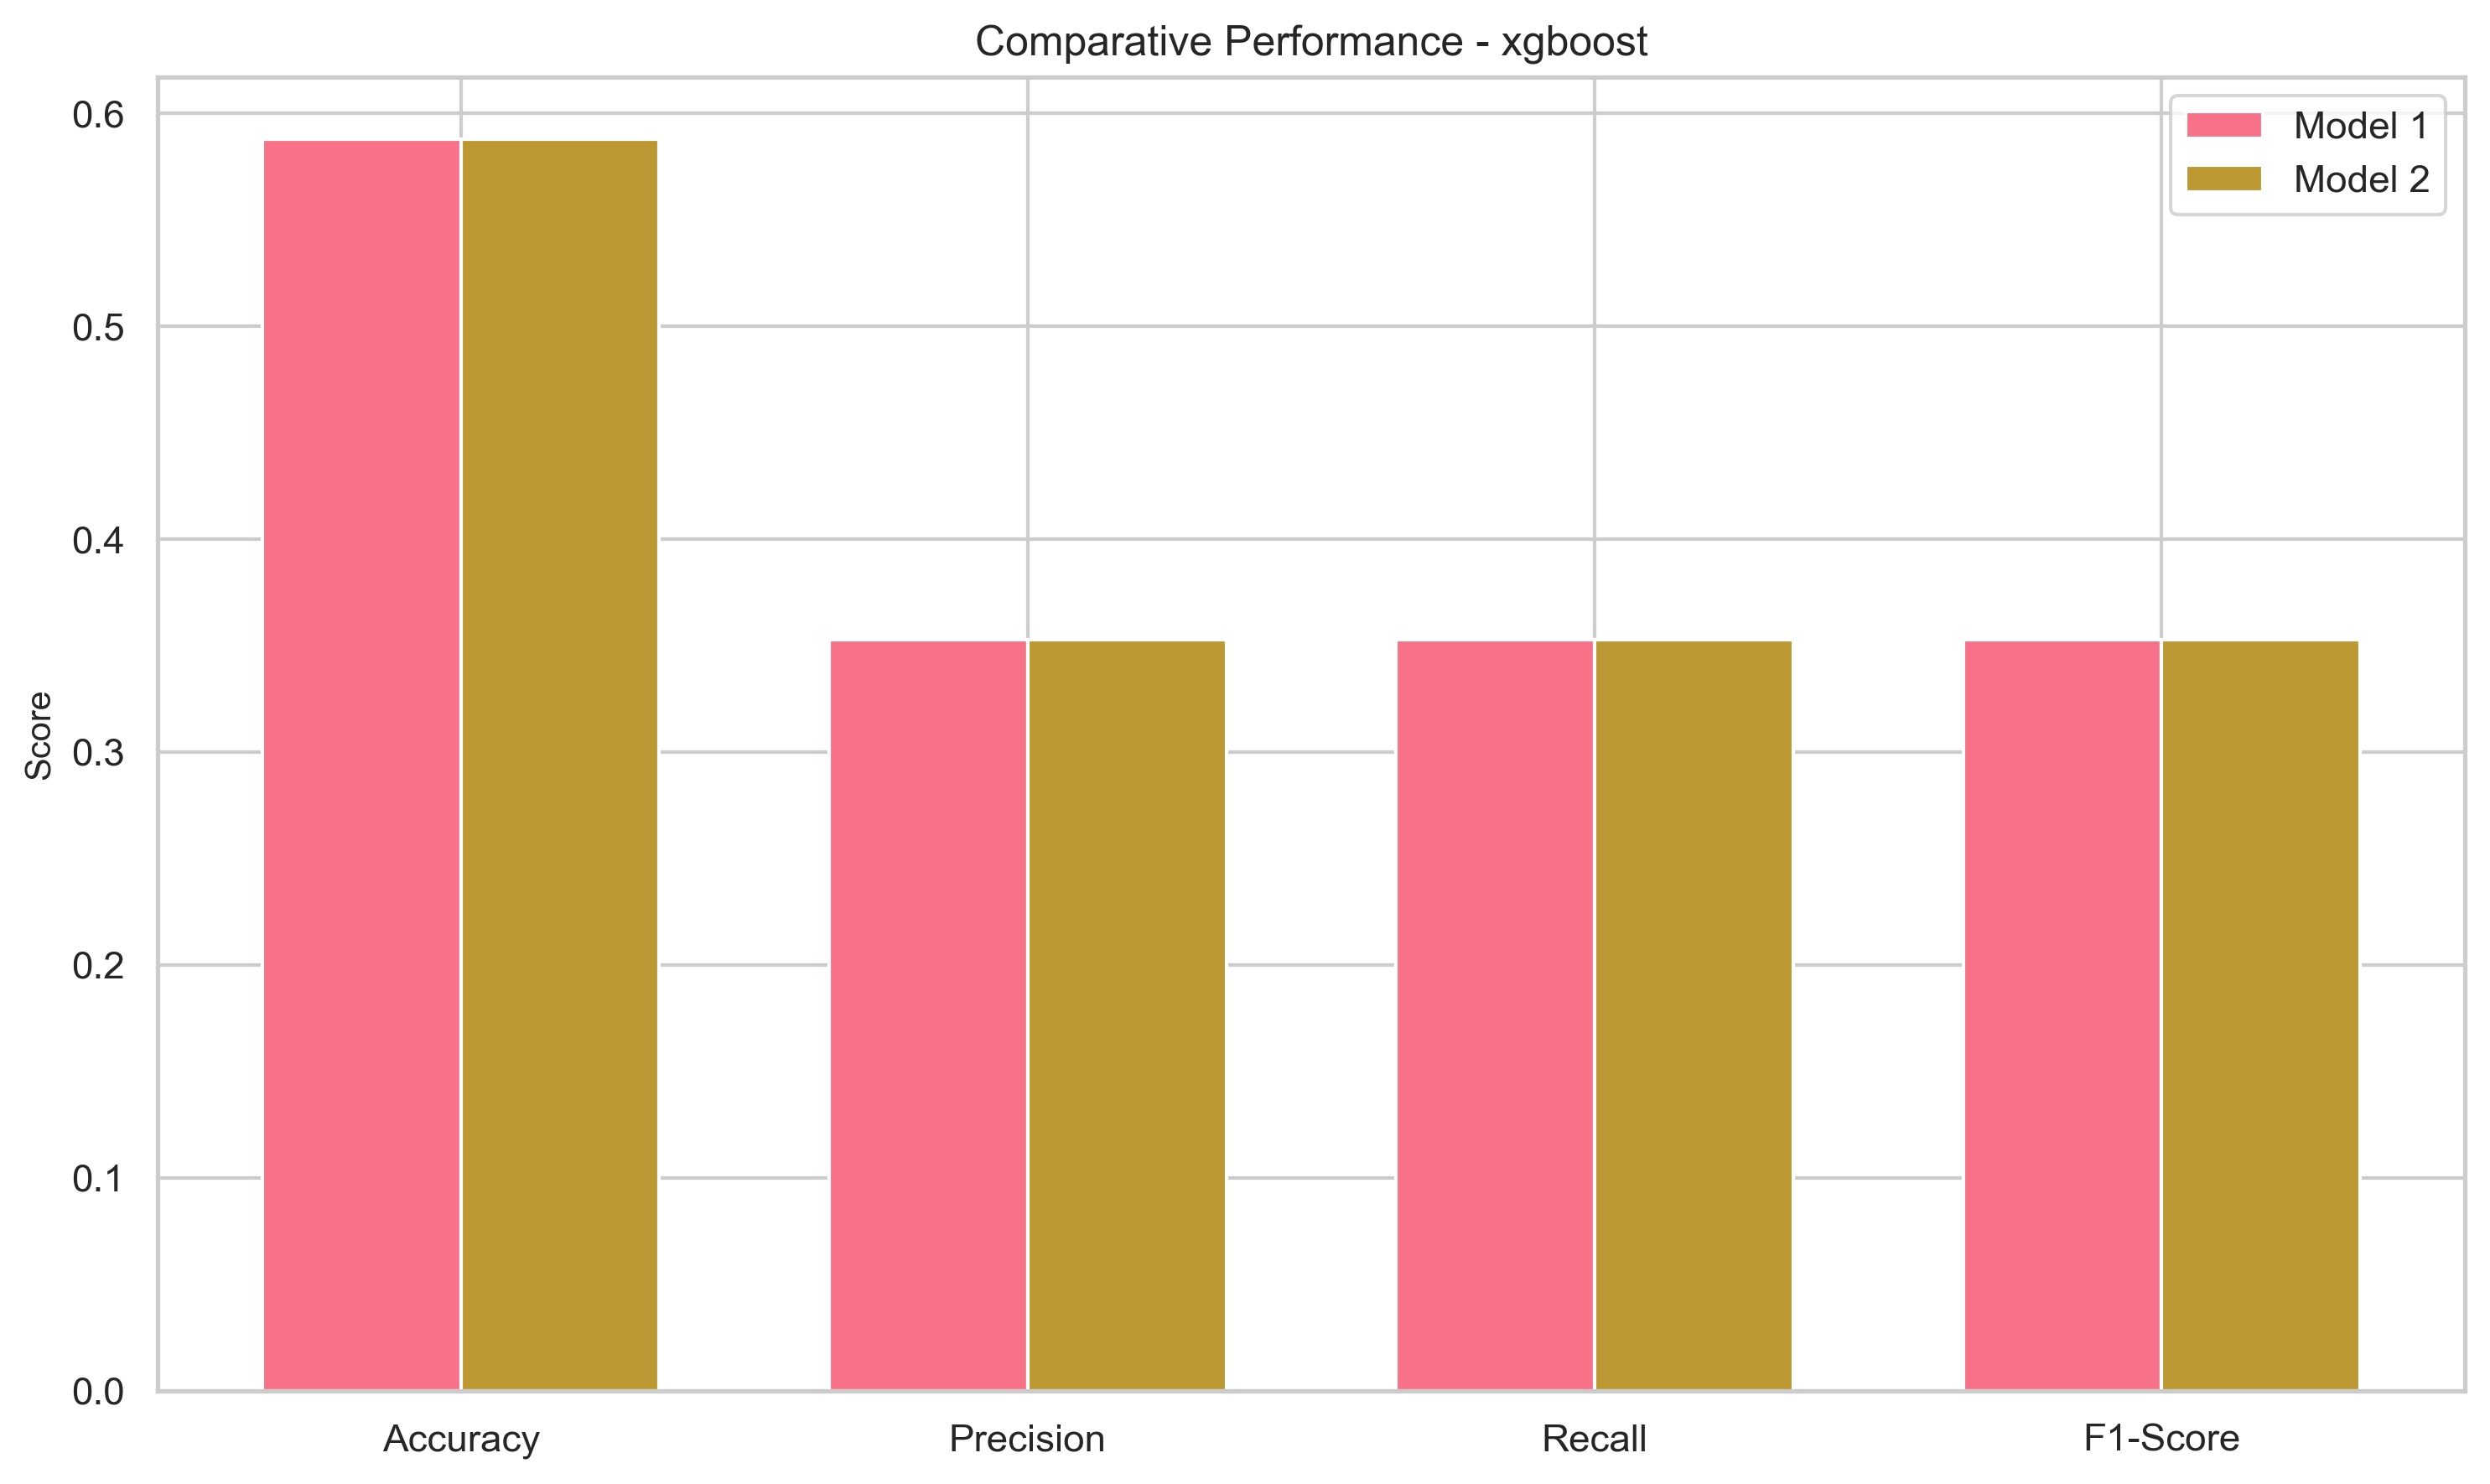 Comparative Performance - xgboost
Model 1
Model 2
Score
0.6
0.5
0.4
0.3
0.2
0.1
0.0
Accuracy
Precision
Recall
F1-Score